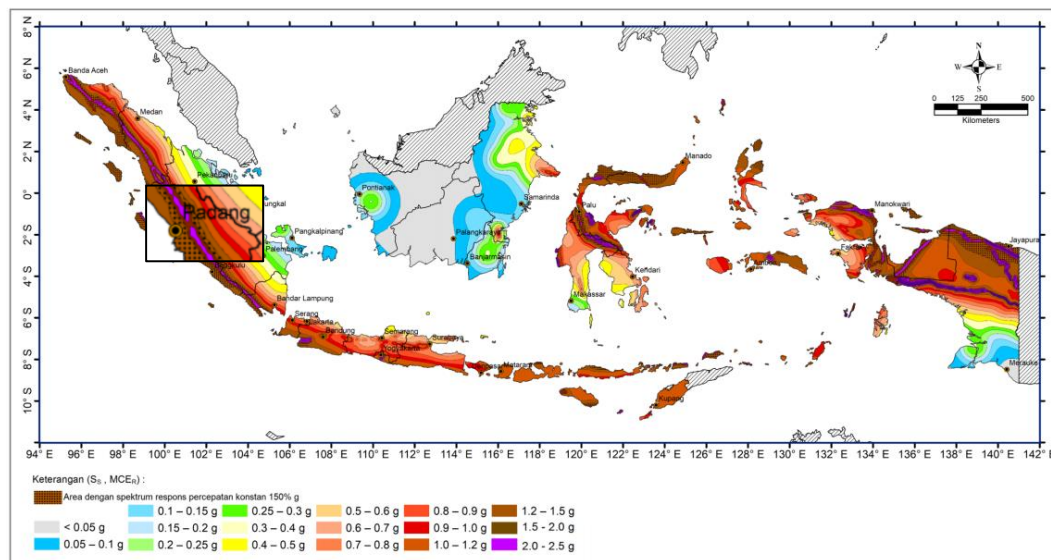 8° N
6° N
4° N
2° N
0°
2° S
4° S
6° S
8° S
10° S
N
W E
S
0 125 250 500
Kilometers
Banda Aceh
Medan
Padang
Pangkalpinang
Palembang
Bandar Lampung
Serang
Bandung
Semarang
Yogyakarta
Surabaya
Mataram
Pontianak
Samarinda
Palangkaraya
Banjarmasin
Palu
Makassar
Kendari
Manado
Kupang
Manokwari
Jayapura
Merauke
94° E 96° E 98° E 100° E 102° E 104° E 106° E 108° E 110° E 112° E 114° E 116° E 118° E 120° E 122° E 124° E 126° E 128° E 130° E 132° E 134° E 136° E 138° E 140° E 142° E
Keterangan (S_S , MCE_R) :
Area dengan spektrum respons percepatan konstan 150% g
0.1 – 0.15 g 0.25 – 0.3 g 0.5 – 0.6 g 0.8 – 0.9 g 1.2 – 1.5 g
< 0.05 g 0.15 – 0.2 g 0.3 – 0.4 g 0.6 – 0.7 g 0.9 – 1.0 g 1.5 - 2.0 g
0.05 – 0.1 g 0.2 – 0.25 g 0.4 – 0.5 g 0.7 – 0.8 g 1.0 – 1.2 g 2.0 - 2.5 g